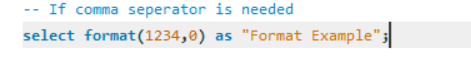 -- If comma seperator is needed
select format(1234,0) as "Format Example";